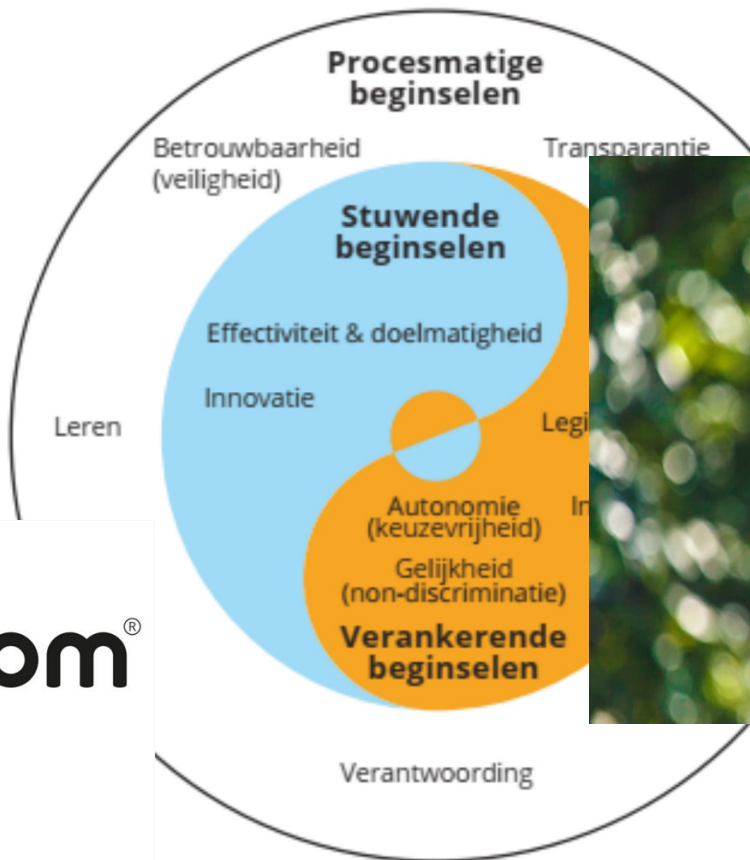 Procesmatige
beginselen
Betrouwbaarheid
(veiligheid)
Transparantie
Stuwende
beginselen
Effectiviteit & doelmatigheid
Innovatie
Leren
Autonomie
(keuzevrijheid)
Gelijkheid
(non-discriminatie)
Verankerende
beginselen
Verantwoording